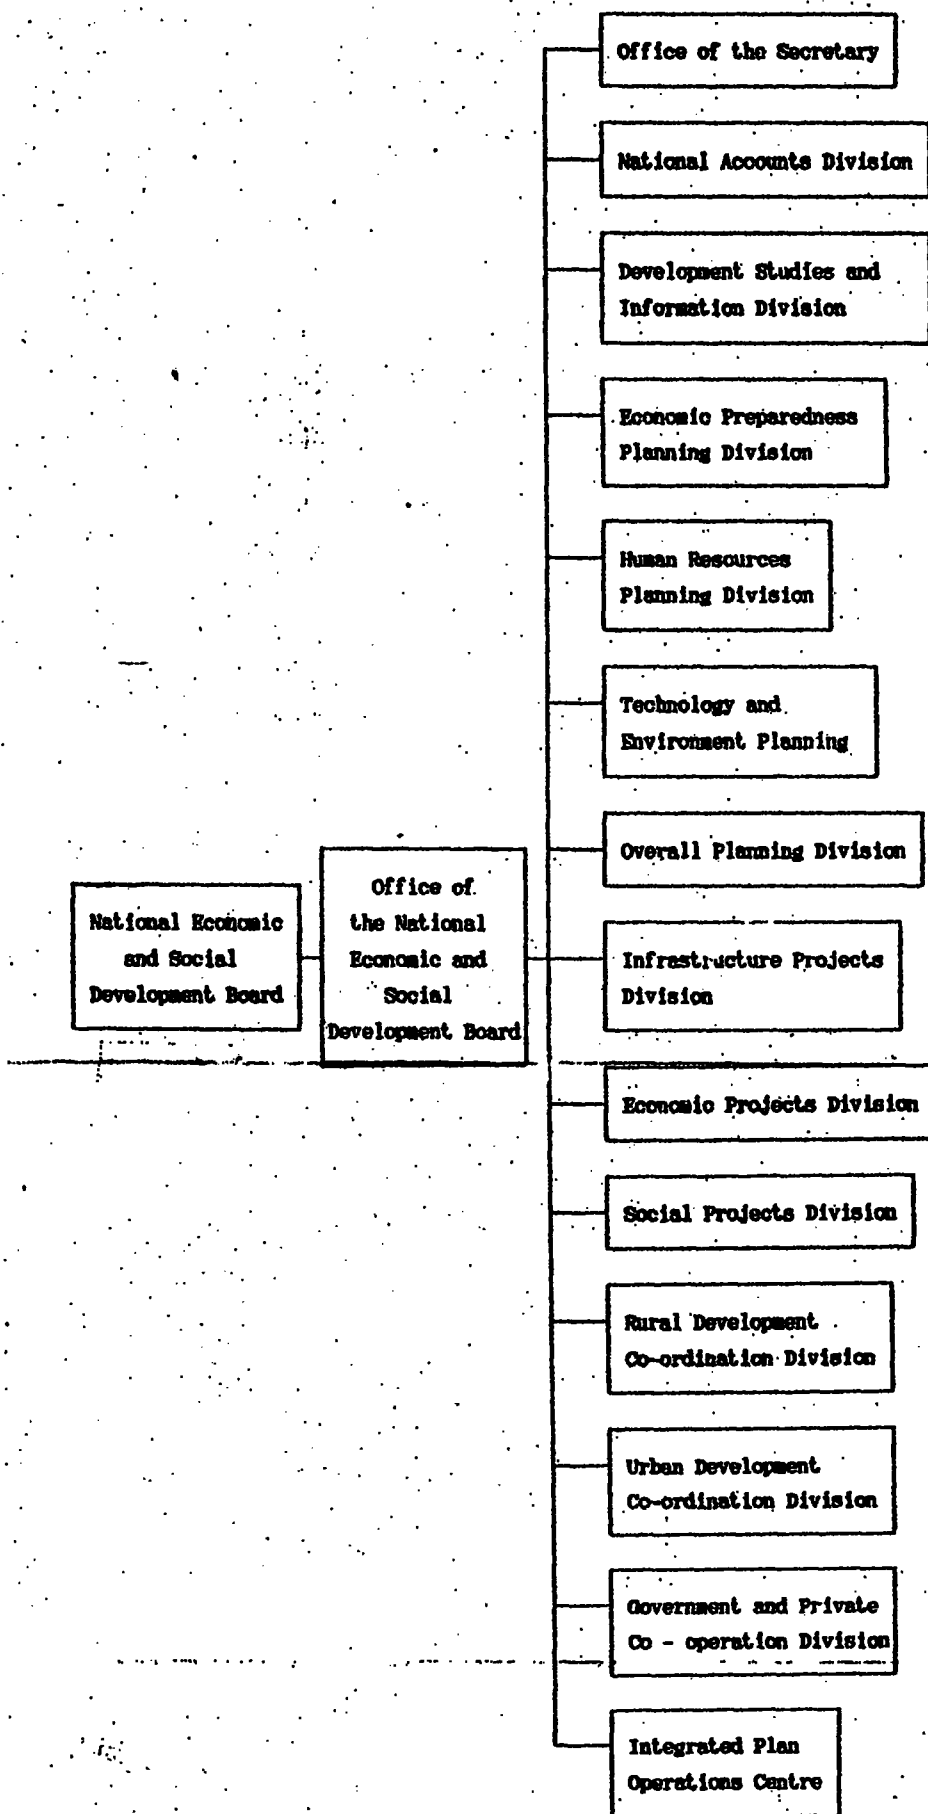 Office of the Secretary
National Accounts Division
Development Studies and
Information Division
Economic Preparedness
Planning Division
Human Resources
Planning Division
Technology and
Environment Planning
Overall Planning Division
National Economic
and Social
Development Board
Office of
the National
Economic and
Social
Development Board
Infrastructure Projects
Division
Economic Projects Division
Social Projects Division
Rural Development
Co-ordination Division
Urban Development
Co-ordination Division
Government and Private
Co - operation Division
Integrated Plan
Operations Centre